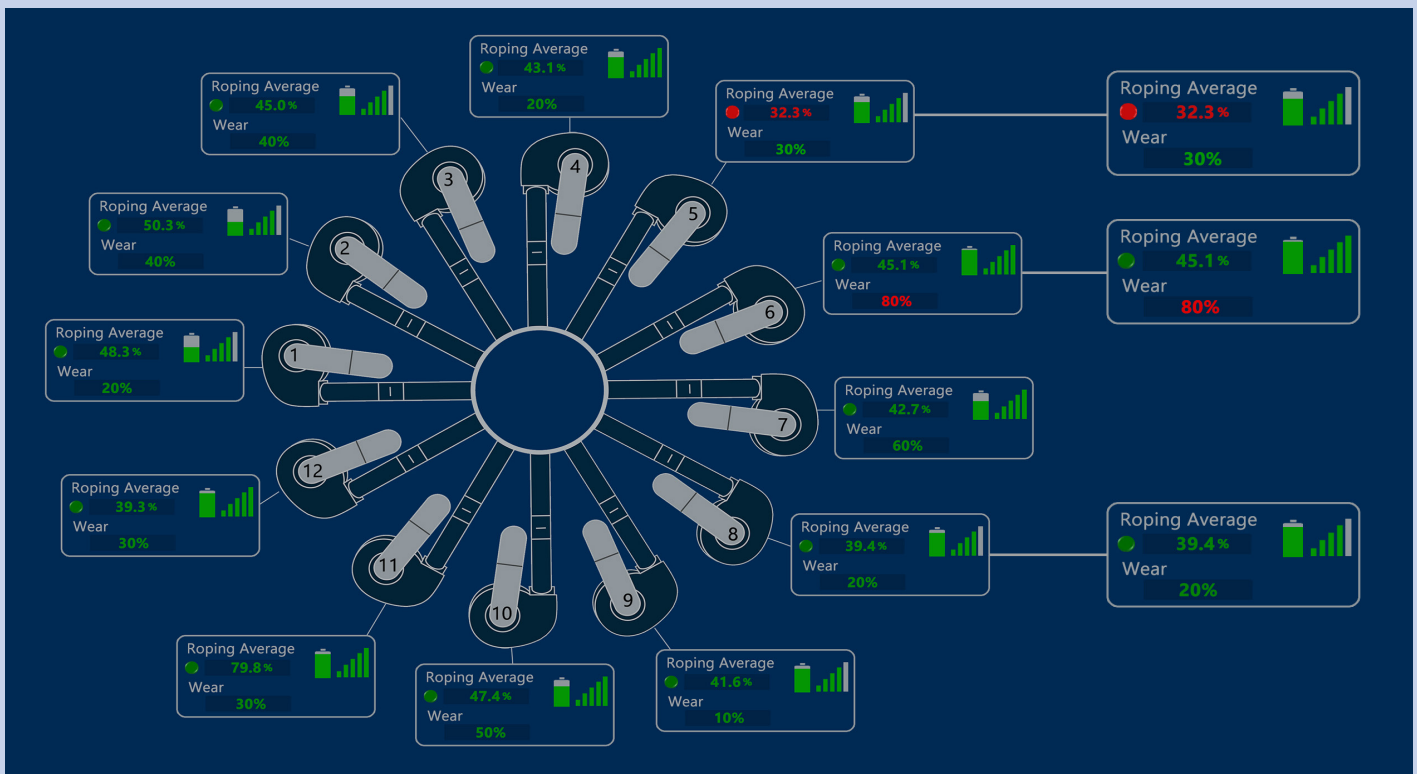 Roping Average
43.1%
Wear
20%
Roping Average
45.0%
Wear
40%
Roping Average
32.3%
Wear
30%
Roping Average
32.3%
Wear
30%
Roping Average
50.3%
Wear
40%
Roping Average
45.1%
Wear
80%
Roping Average
45.1%
Wear
80%
Roping Average
48.3%
Wear
20%
Roping Average
42.7%
Wear
60%
Roping Average
39.3%
Wear
30%
Roping Average
39.4%
Wear
20%
Roping Average
39.4%
Wear
20%
Roping Average
79.8%
Wear
30%
Roping Average
47.4%
Wear
50%
Roping Average
41.6%
Wear
10%
1
2
3
4
5
6
7
8
9
10
11
12